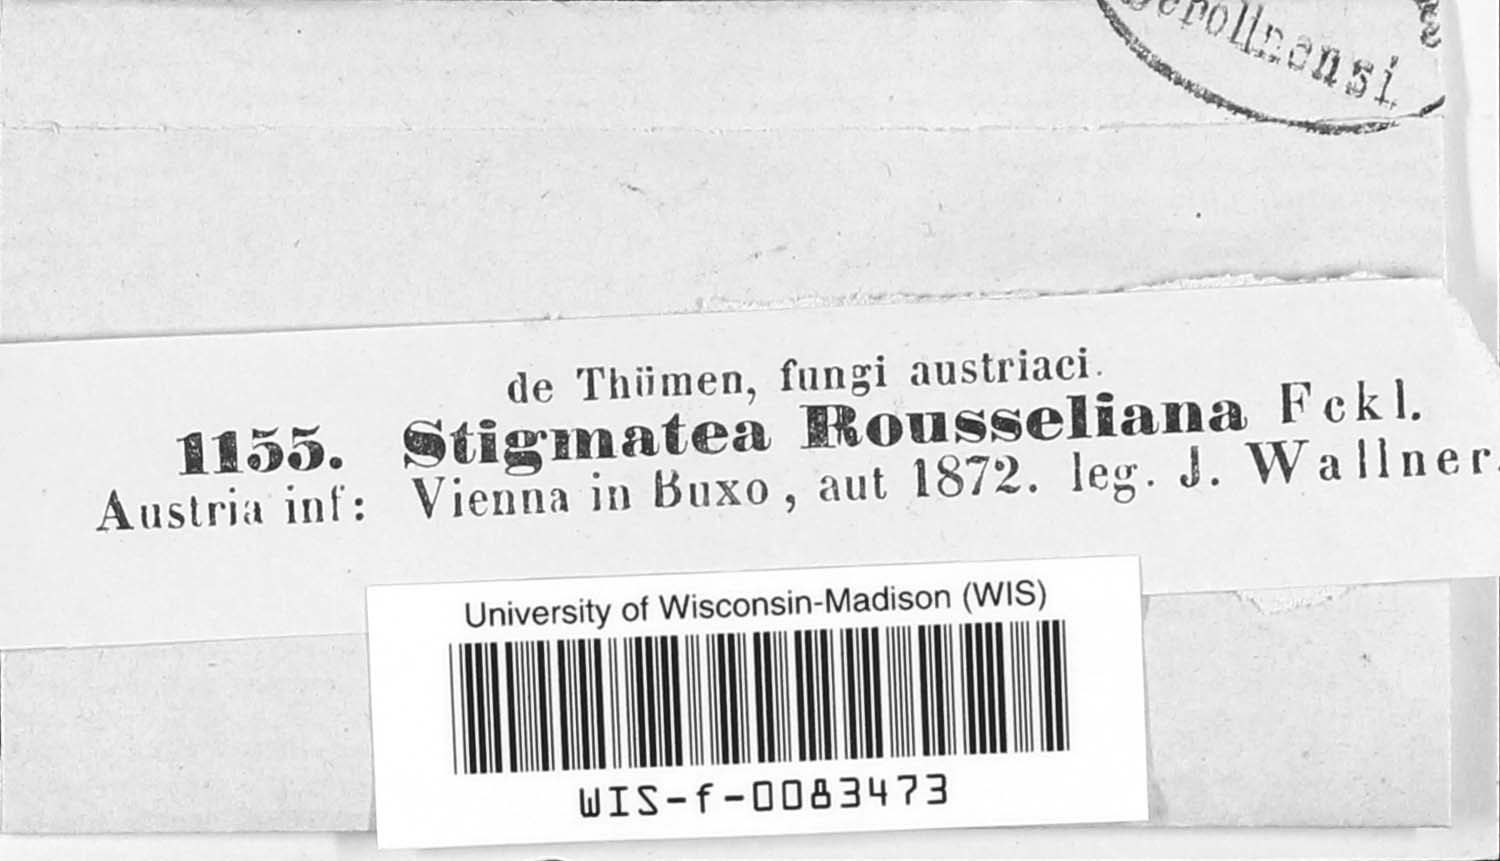 de Thümen, fungi austriaci.
1155. Stigmatea Rousseliana Fckl.
Austria inf: Vienna in Buxo, aut 1872. leg. J. Wallner.
University of Wisconsin-Madison (WIS)
WIS-f-0083473